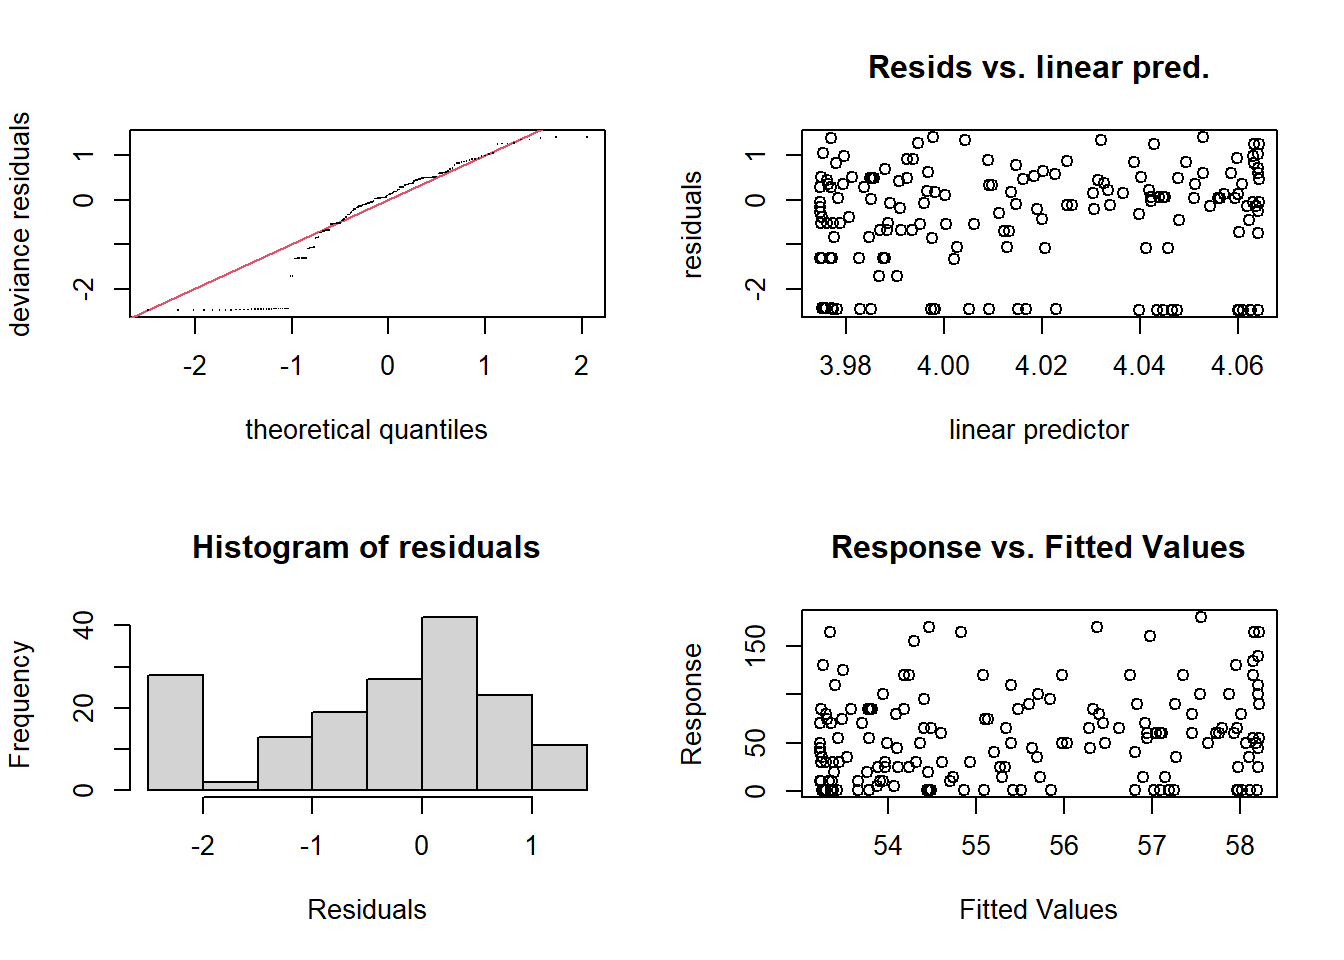 deviance residuals
1
0
-2
-2 -1 0 1 2
theoretical quantiles
Resids vs. linear pred.
residuals
1
0
-2
3.98 4.00 4.02 4.04 4.06
linear predictor
Histogram of residuals
Frequency
40
20
0
-2 -1 0 1
Residuals
Response vs. Fitted Values
Response
150
50
0
54 55 56 57 58
Fitted Values